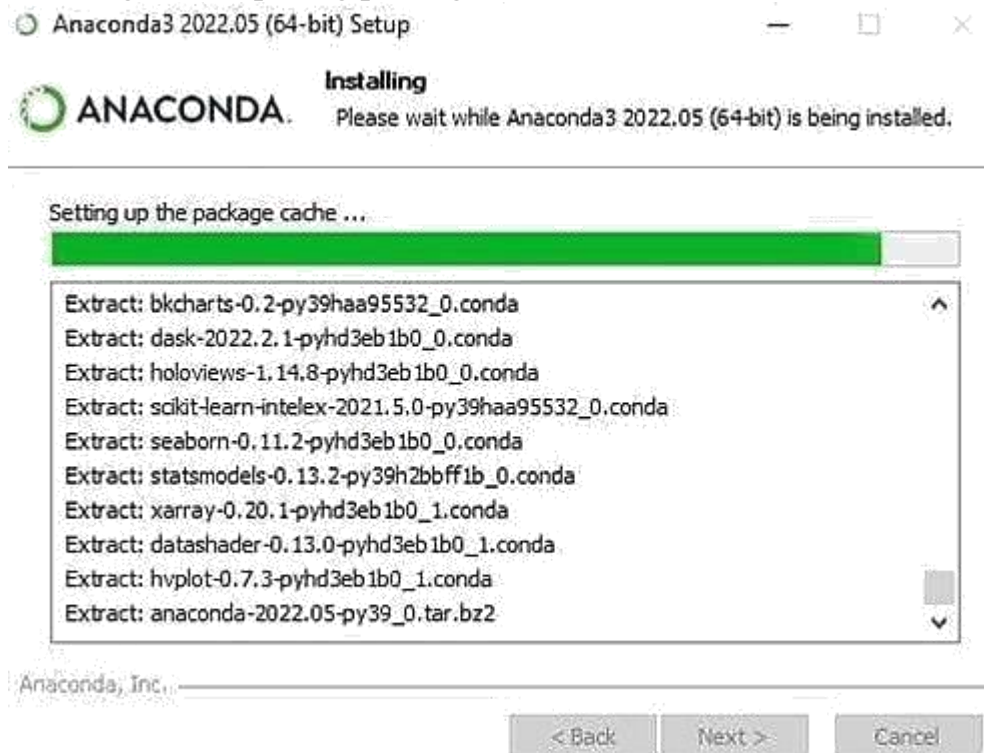 Anaconda3 2022.05 (64-bit) Setup
ANACONDA.
Installing
Please wait while Anaconda3 2022.05 (64-bit) is being installed.
Setting up the package cache ...
Extract: bkcharts-0.2-py39haa95532_0.conda
Extract: dask-2022.2.1-pyhd3eb1b0_0.conda
Extract: holoviews-1.14.8-pyhd3eb1b0_0.conda
Extract: scikit-learn-intelex-2021.5.0-py39haa95532_0.conda
Extract: seaborn-0.11.2-pyhd3eb1b0_0.conda
Extract: statsmodels-0.13.2-py39h2bbff1b_0.conda
Extract: xarray-0.20.1-pyhd3eb1b0_1.conda
Extract: datashader-0.13.0-pyhd3eb1b0_1.conda
Extract: hvplot-0.7.3-pyhd3eb1b0_1.conda
Extract: anaconda-2022.05-py39_0.tar.bz2
Anaconda, Inc.
< Back Next > Cancel